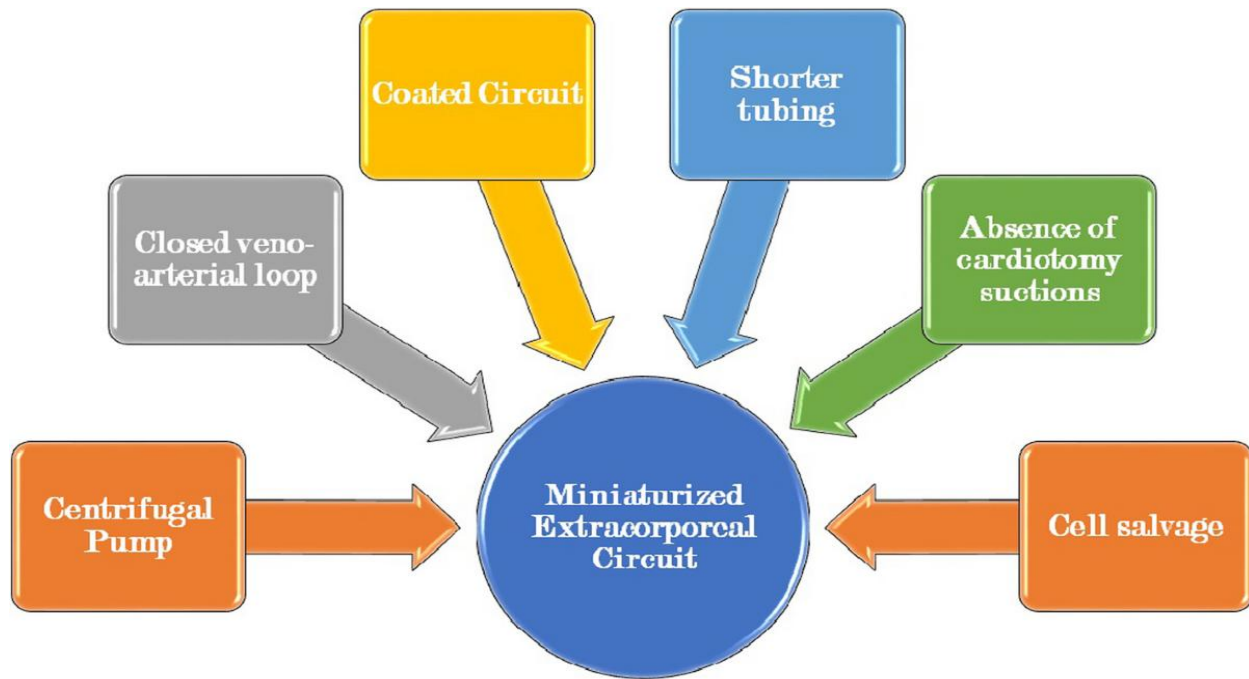 Coated Circuit
Shorter
tubing
Closed veno-
arterial loop
Absence of
cardiotomy
suctions
Centrifugal
Pump
Miniaturized
Extracorporeal
Circuit
Cell salvage